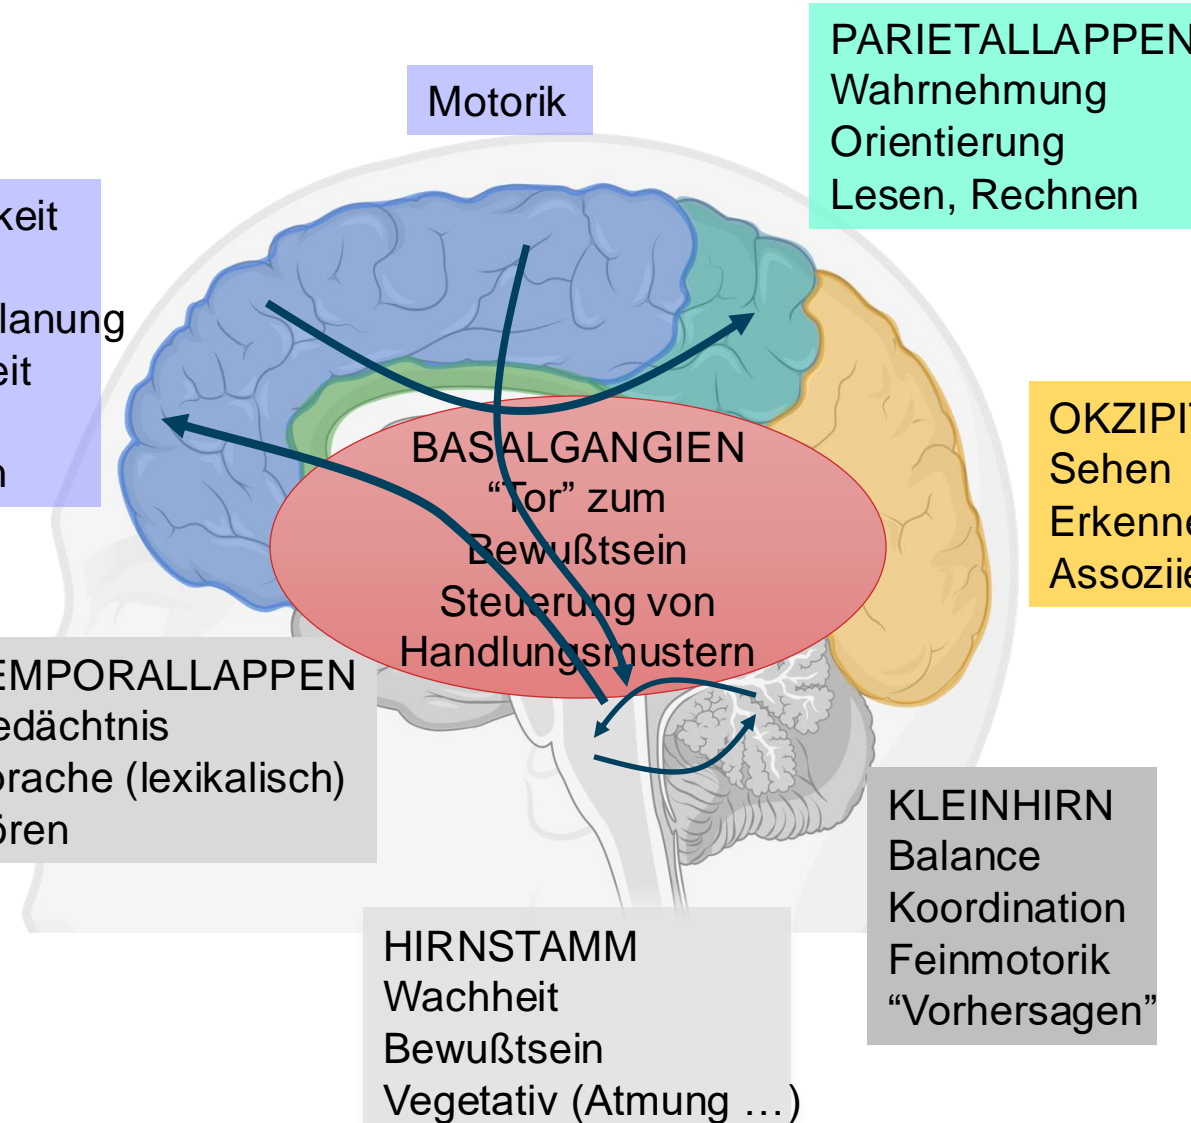 Motorik
PARIETALLAPPEN
Wahrnehmung
Orientierung
Lesen, Rechnen
keit
lanung
eit
n
BASALGANGIEN
“Tor” zum
Bewußtsein
Steuerung von
Handlungsmustern
OKZIPIT
Sehen
Erkenne
Assoziie
EMPORALLAPPEN
edächtnis
prache (lexikalisch)
ören
KLEINHIRN
Balance
Koordination
Feinmotorik
“Vorhersagen”
HIRNSTAMM
Wachheit
Bewußtsein
Vegetativ (Atmung …)